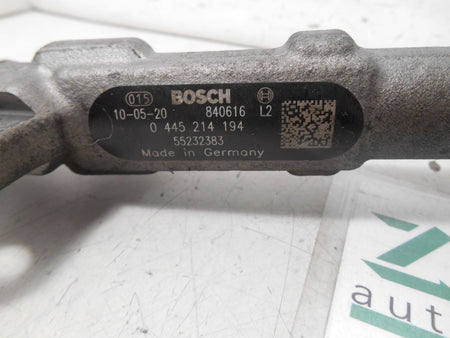 015 BOSCH
10-05-20 840616 L2
0 445 214 194
55232383
Made in Germany
aut